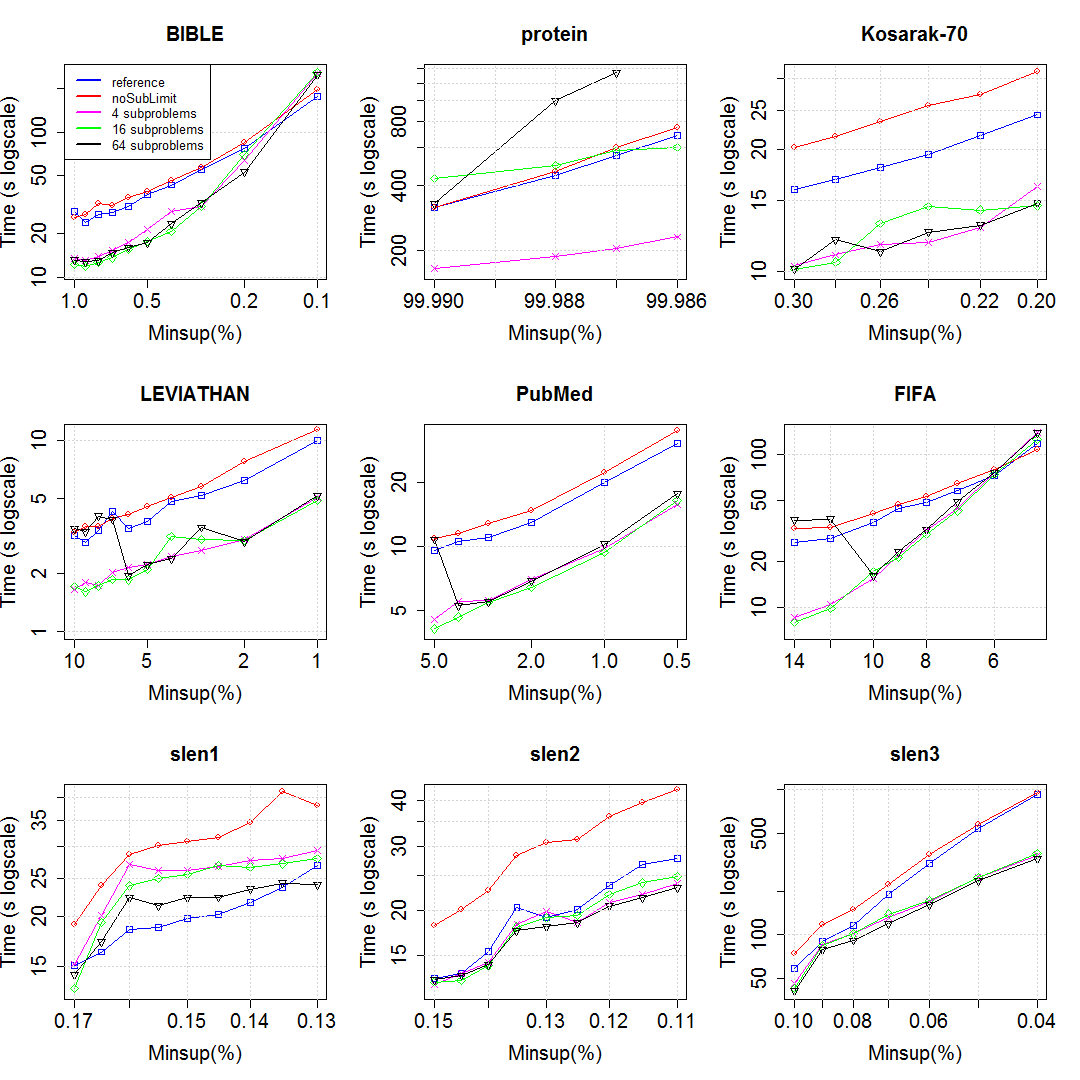 BIBLE
Time (s logscale)
100
50
20
10
reference
noSubLimit
4 subproblems
16 subproblems
64 subproblems
1.0 0.5 0.2 0.1
Minsup(%)
protein
Time (s logscale)
800
400
200
99.990 99.988 99.986
Minsup(%)
Kosarak-70
Time (s logscale)
25
20
15
10
0.30 0.26 0.22 0.20
Minsup(%)
LEVIATHAN
Time (s logscale)
10
5
2
1
10 5 2 1
Minsup(%)
PubMed
Time (s logscale)
20
10
5
5.0 2.0 1.0 0.5
Minsup(%)
FIFA
Time (s logscale)
100
50
20
10
14 10 8 6
Minsup(%)
slen1
Time (s logscale)
35
25
20
15
0.17 0.15 0.14 0.13
Minsup(%)
slen2
Time (s logscale)
40
30
20
15
0.15 0.13 0.12 0.11
Minsup(%)
slen3
Time (s logscale)
500
100
50
0.10 0.08 0.06 0.04
Minsup(%)